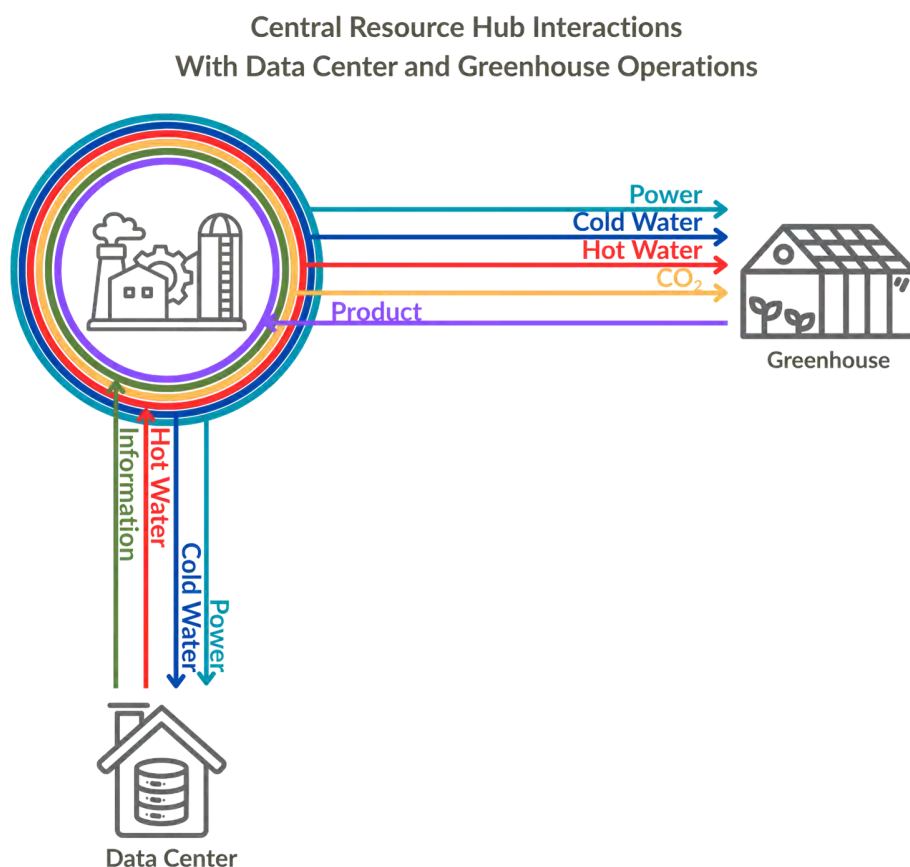 Central Resource Hub Interactions
With Data Center and Greenhouse Operations
Power
Cold Water
Hot Water
CO₂
Product
Greenhouse
Information
Hot Water
Cold Water
Power
Data Center